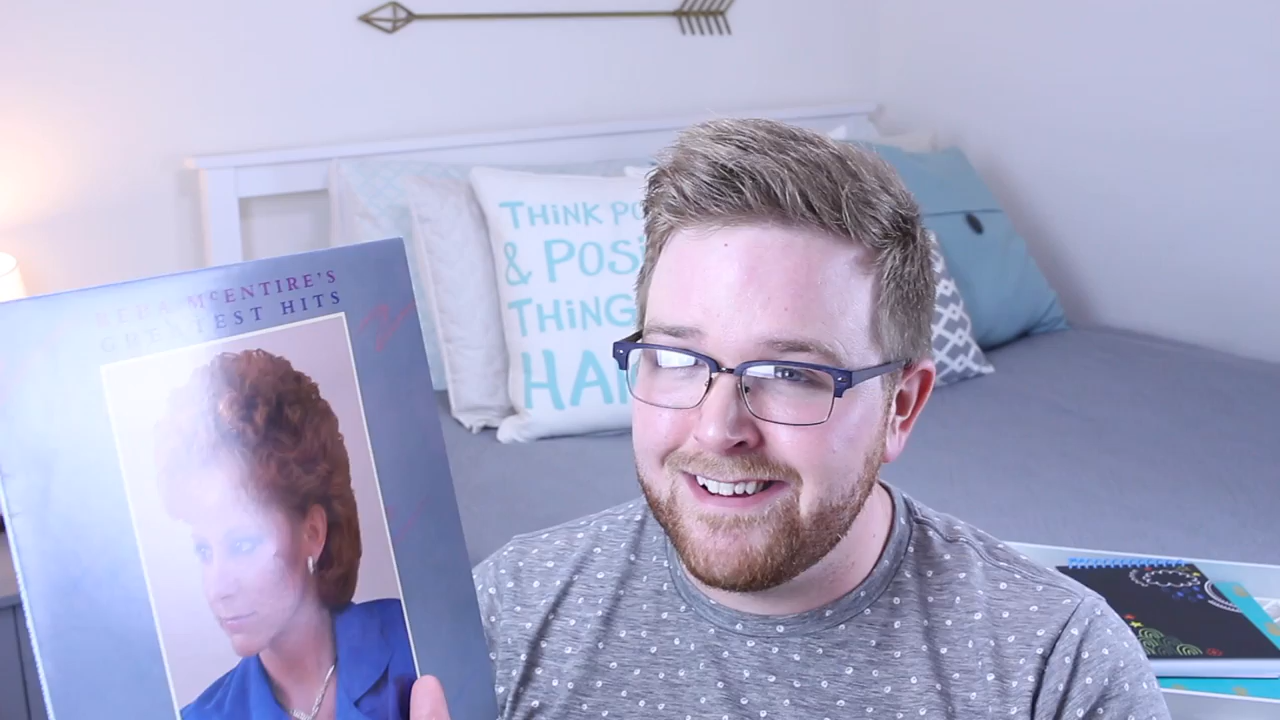 REBA McENTIRE'S
GREATEST HITS
THINK PO
& POSI
THING
HA